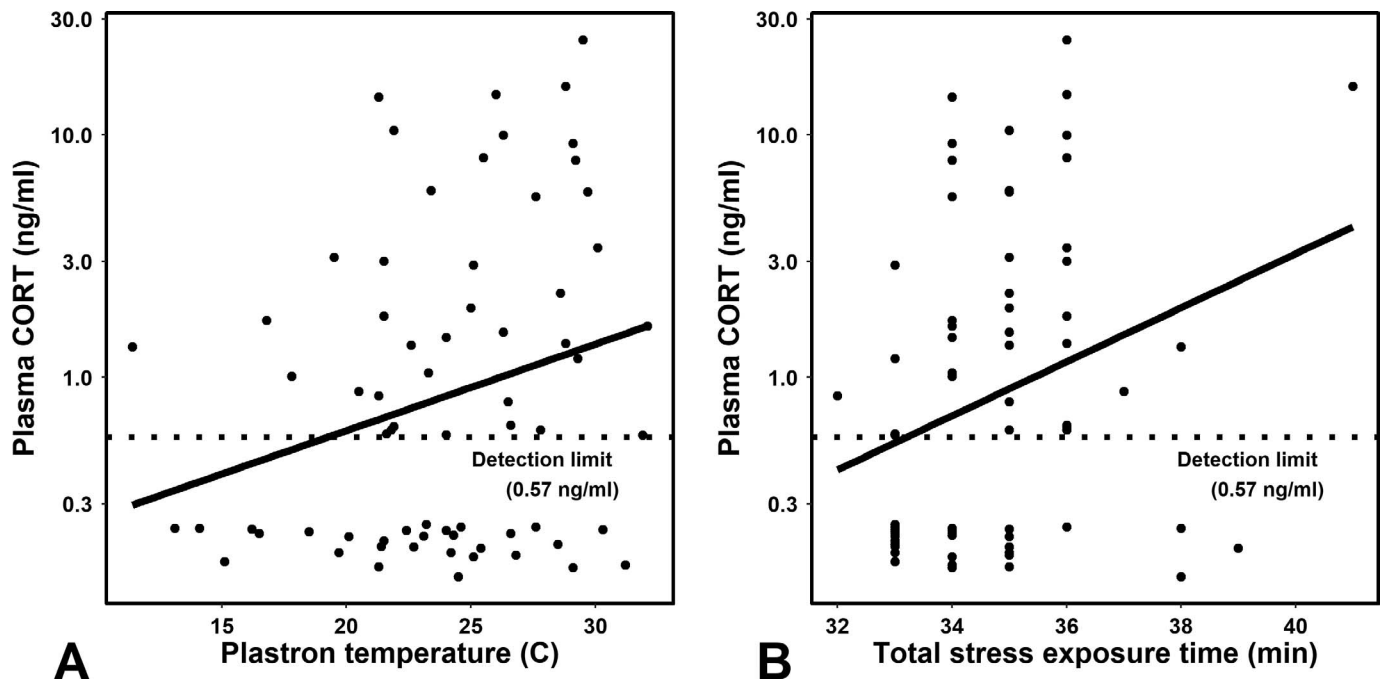 30.0
10.0
3.0
1.0
0.3
Plasma CORT (ng/ml)
Detection limit
(0.57 ng/ml)
15 20 25 30
Plastron temperature (C)
A
30.0
10.0
3.0
1.0
0.3
Plasma CORT (ng/ml)
Detection limit
(0.57 ng/ml)
32 34 36 38 40
Total stress exposure time (min)
B